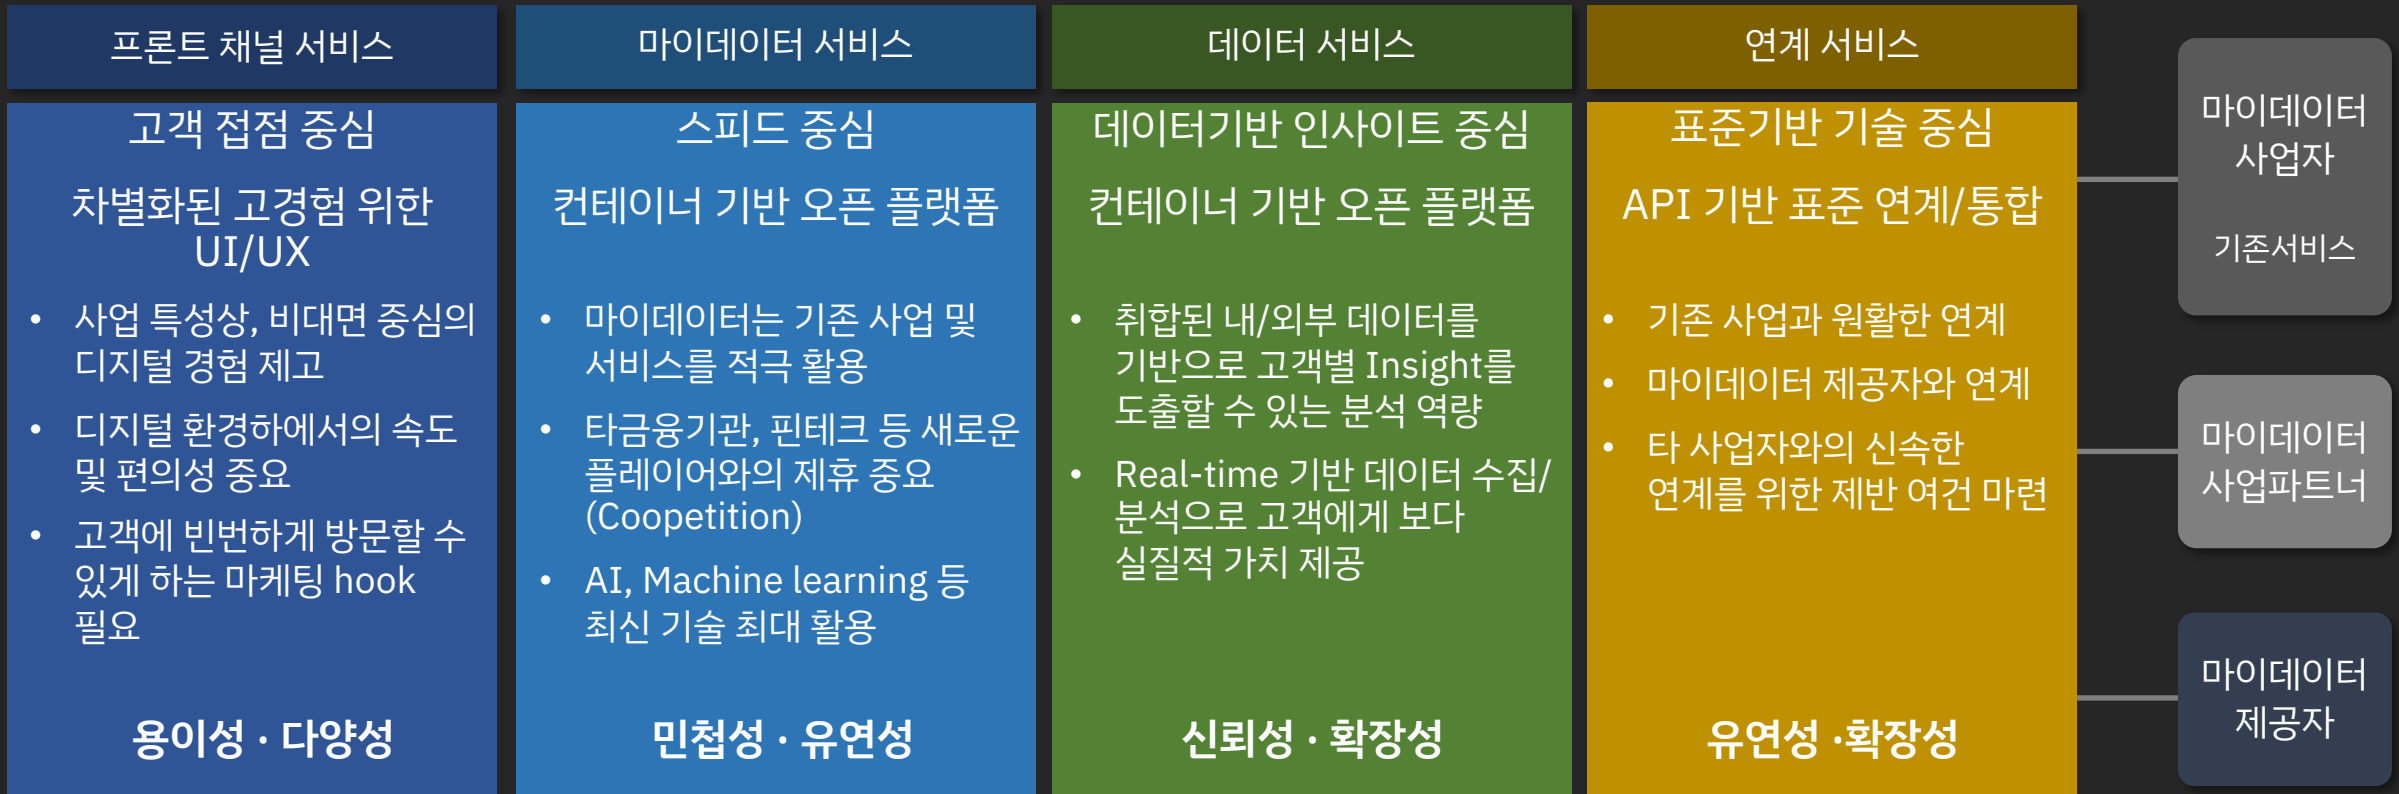 프론트 채널 서비스
고객 접점 중심
차별화된 고경험 위한
UI/UX
• 사업 특성상, 비대면 중심의
디지털 경험 제고
• 디지털 환경하에서의 속도
및 편의성 중요
• 고객에 빈번하게 방문할 수
있게 하는 마케팅 hook
필요
용이성 · 다양성
마이데이터 서비스
스피드 중심
컨테이너 기반 오픈 플랫폼
• 마이데이터는 기존 사업 및
서비스를 적극 활용
• 타금융기관, 핀테크 등 새로운
플레이어와의 제휴 중요
(Coopetition)
• AI, Machine learning 등
최신 기술 최대 활용
민첩성 · 유연성
데이터 서비스
데이터기반 인사이트 중심
컨테이너 기반 오픈 플랫폼
• 취합된 내/외부 데이터를
기반으로 고객별 Insight를
도출할 수 있는 분석 역량
• Real-time 기반 데이터 수집/
분석으로 고객에게 보다
실질적 가치 제공
신뢰성 · 확장성
연계 서비스
표준기반 기술 중심
API 기반 표준 연계/통합
• 기존 사업과 원활한 연계
• 마이데이터 제공자와 연계
• 타 사업자와의 신속한
연계를 위한 제반 여건 마련
유연성 ·확장성
마이데이터
사업자
기존서비스
마이데이터
사업파트너
마이데이터
제공자